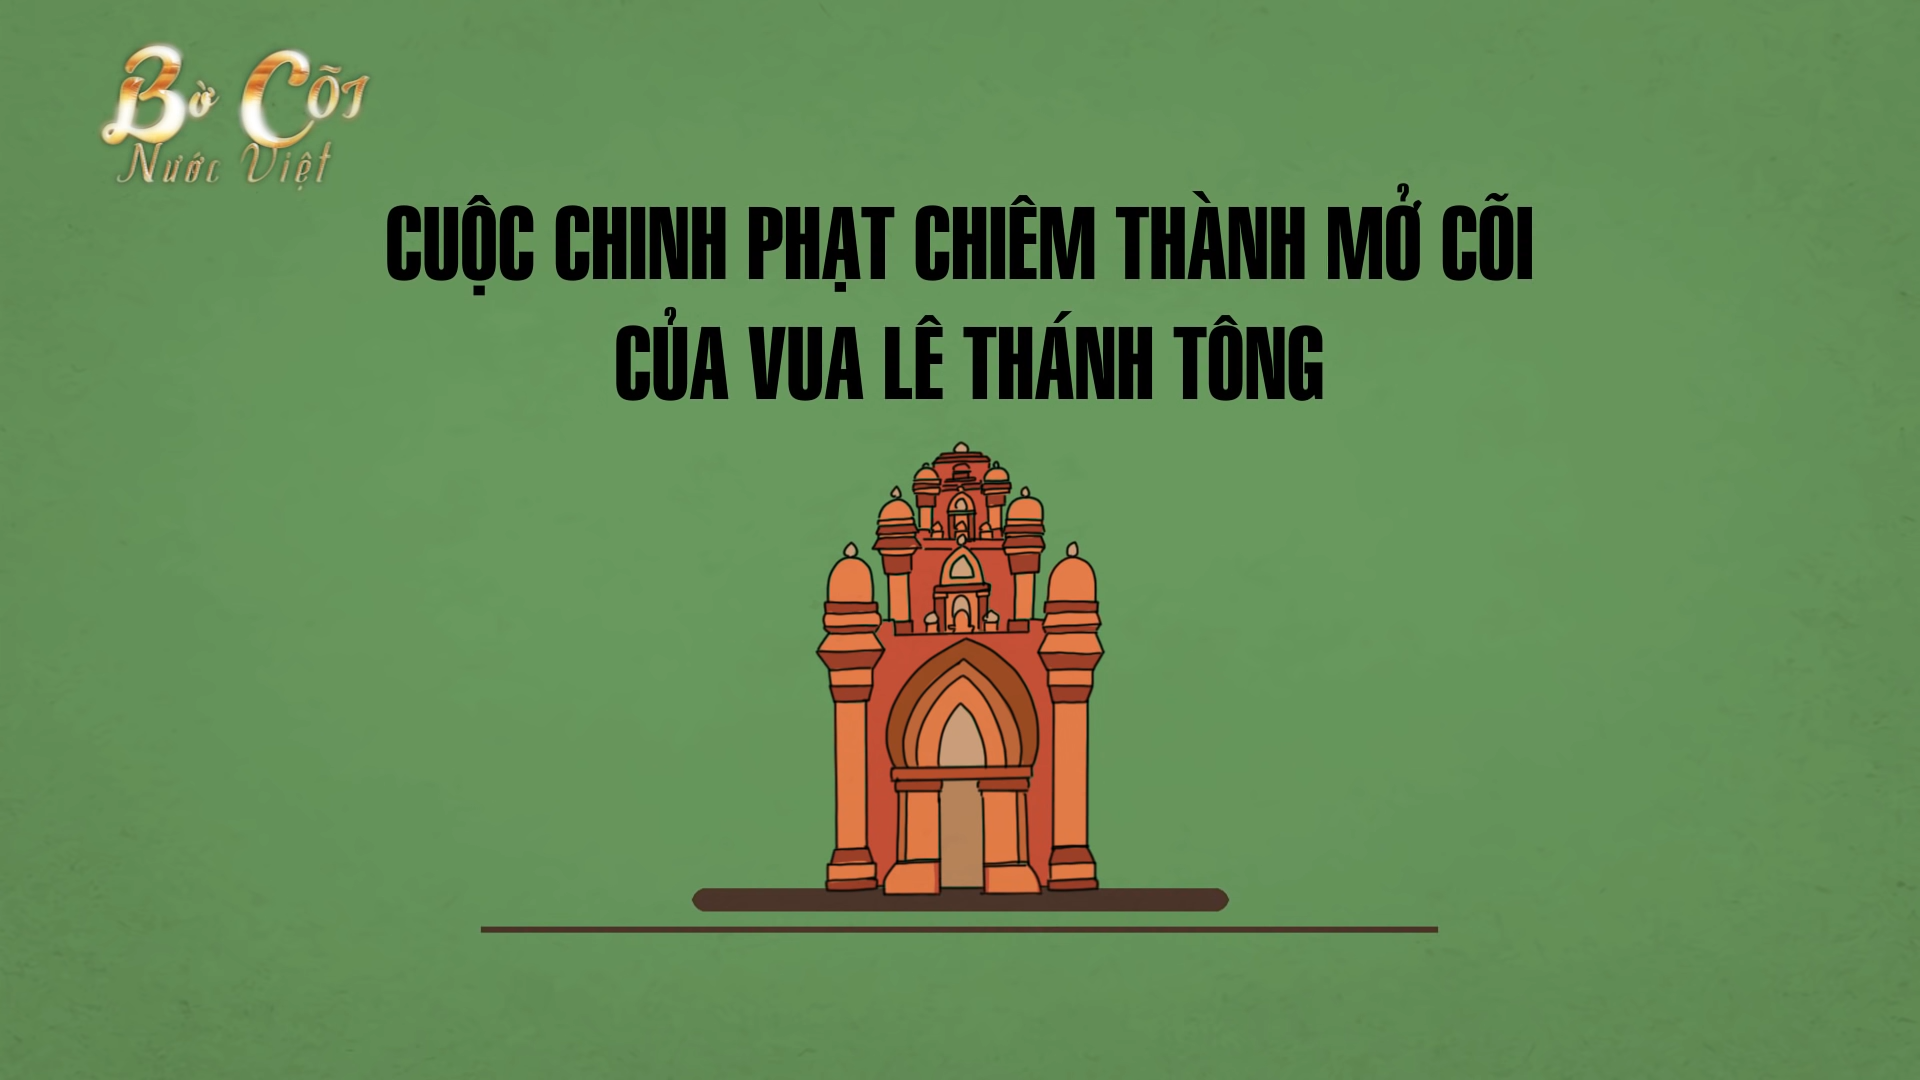 Bờ Cõi
Nước Việt
CUỘC CHINH PHẠT CHIÊM THÀNH MỞ CÕI
CỦA VUA LÊ THÁNH TÔNG